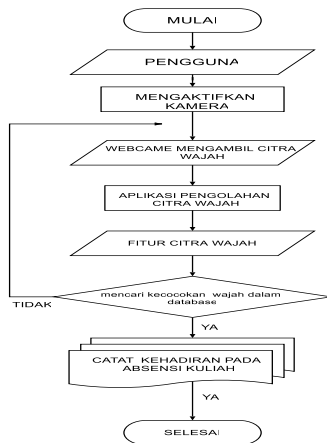 MULAI
PENGGUNA
MENGAKTIFKAN
KAMERA
WEBCAME MENGAMBIL CITRA
WAJAH
APLIKASI PENGOLAHAN
CITRA WAJAH
FITUR CITRA WAJAH
mencari kecocokan wajah dalam
database
TIDAK
YA
CATAT KEHADIRAN PADA
ABSENSI KULIAH
YA
SELESAI